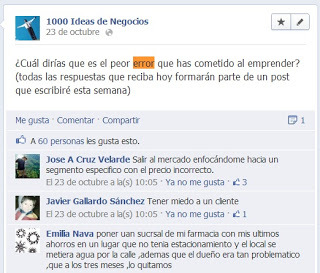 1000 Ideas de Negocios
23 de octubre
¿Cuál dirías que es el peor error que has cometido al emprender?
(todas las respuestas que reciba hoy formarán parte de un post
que escribiré esta semana)
Me gusta · Comentar · Compartir 1
A 60 personas les gusta esto.
Jose A Cruz Velarde Salir al mercado enfocándome hacia un
segmento especifico con el precio incorrecto.
El 23 de octubre a la(s) 10:05 · Ya no me gusta · 3
Javier Gallardo Sánchez Tener miedo a un cliente
El 23 de octubre a la(s) 10:05 · Ya no me gusta · 1
Emilia Nava poner uan sucrsal de mi farmacia con mis ultimos
ahorros en un lugar que no tenia estacionamiento y el local se
metiera agua por la calle ,ademas que el dueño era tan problematico
,que a los tres meses ,lo quitamos